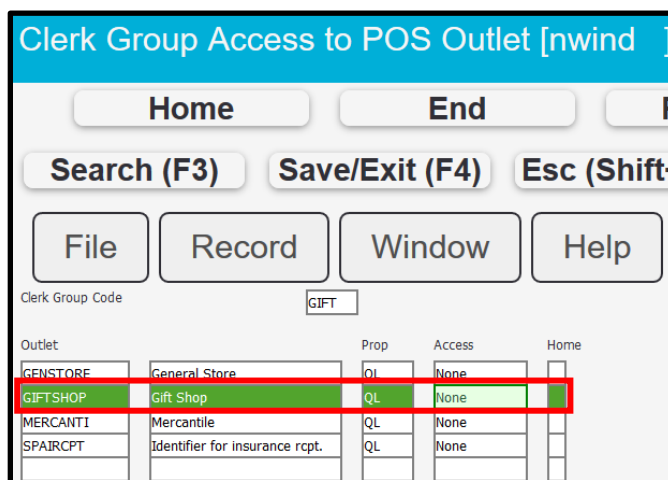 Clerk Group Access to POS Outlet [nwind ]
Home End
Search (F3) Save/Exit (F4) Esc (Shift-
File Record Window Help
Clerk Group Code GIFT
Outlet Prop Access Home
GENSTORE General Store QL None
GIFTSHOP Gift Shop QL None
MERCANTI Mercantile QL None
SPAIRCPT Identifier for insurance rcpt. QL None